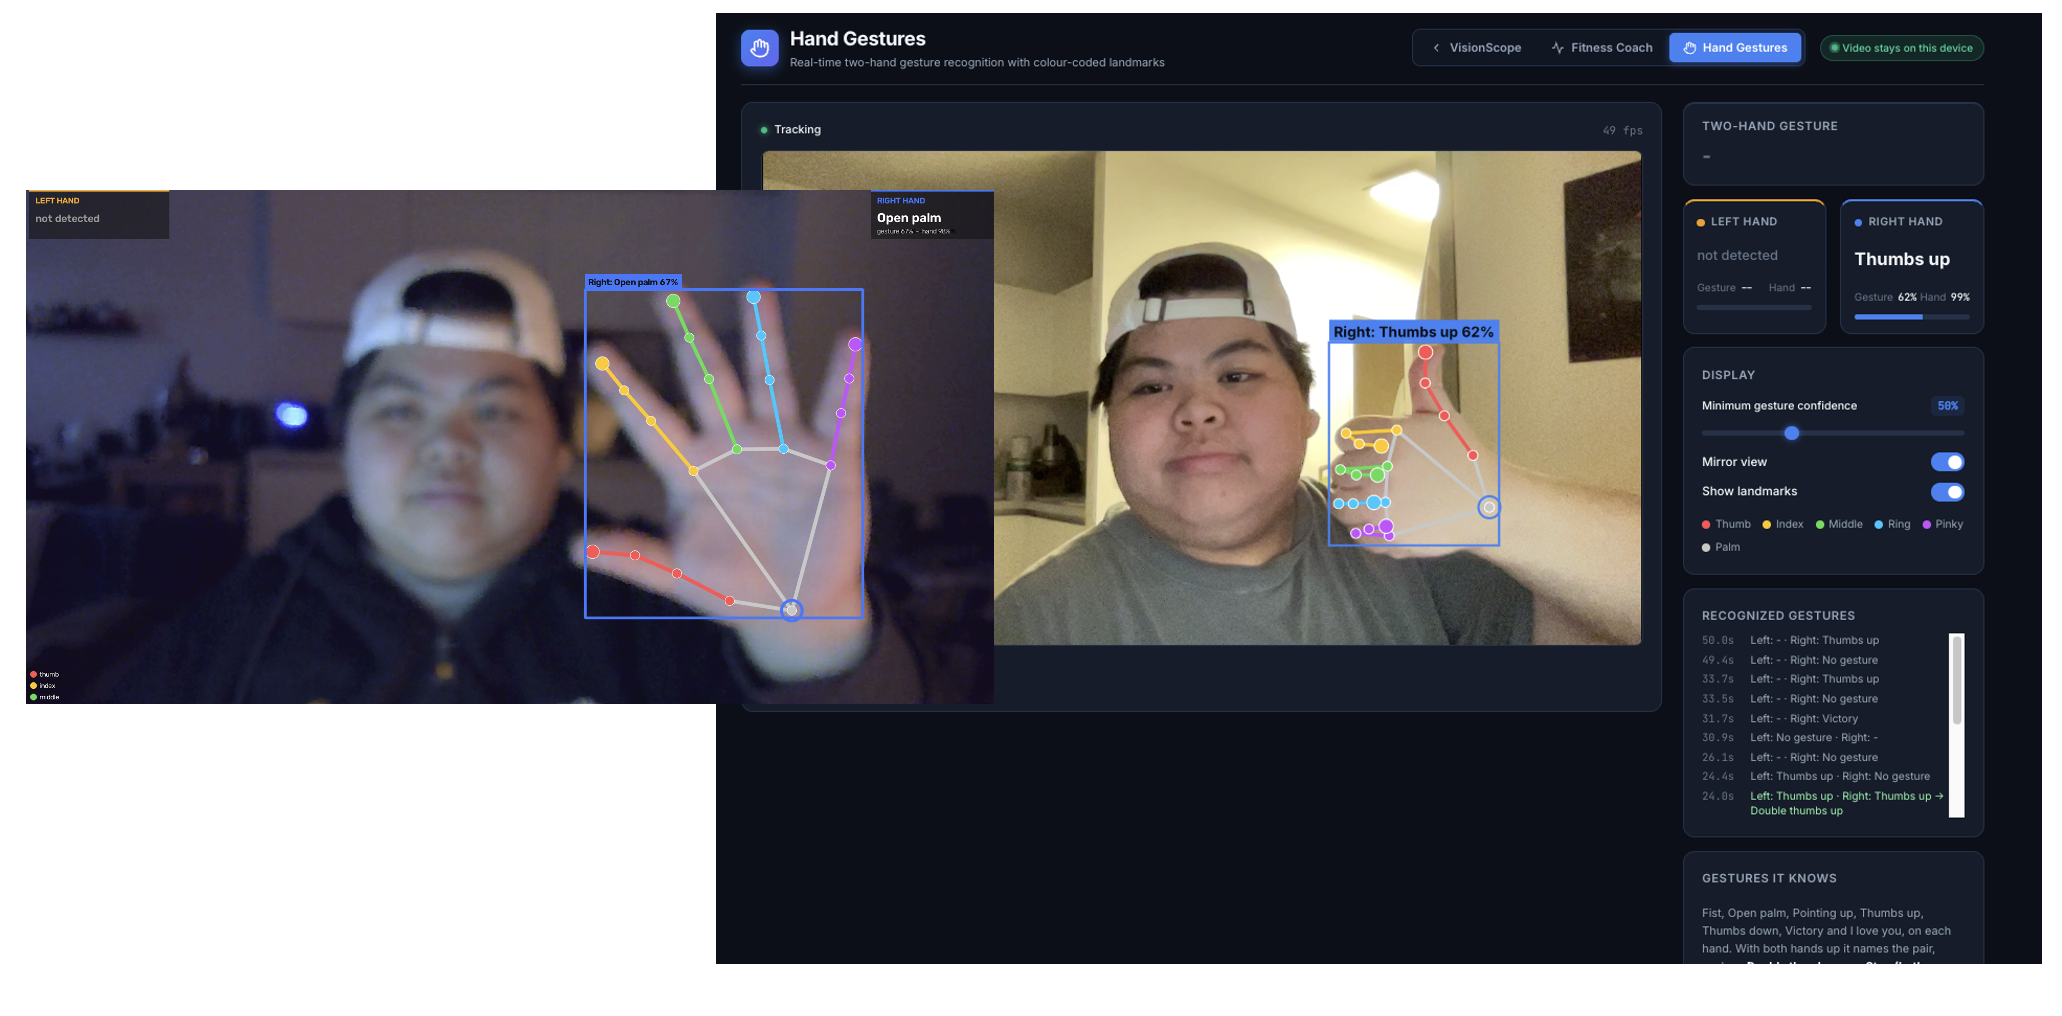 Hand Gestures
Real-time two-hand gesture recognition with colour-coded landmarks
VisionScope
Fitness Coach
Hand Gestures
Video stays on this device
Tracking
49 fps
LEFT HAND
not detected
RIGHT HAND
Open palm
gesture 67% - hand 98%
Right: Open palm 67%
thumb
index
middle
Right: Thumbs up 62%
TWO-HAND GESTURE
-
LEFT HAND
not detected
Gesture -- Hand --
RIGHT HAND
Thumbs up
Gesture 62% Hand 99%
DISPLAY
Minimum gesture confidence 50%
Mirror view
Show landmarks
Thumb Index Middle Ring Pinky
Palm
RECOGNIZED GESTURES
50.0s Left: - · Right: Thumbs up
49.4s Left: - · Right: No gesture
33.7s Left: - · Right: Thumbs up
33.5s Left: - · Right: No gesture
31.7s Left: - · Right: Victory
30.9s Left: No gesture · Right: -
26.1s Left: - · Right: No gesture
24.4s Left: Thumbs up · Right: No gesture
24.0s Left: Thumbs up · Right: Thumbs up →
Double thumbs up
GESTURES IT KNOWS
Fist, Open palm, Pointing up, Thumbs up,
Thumbs down, Victory and I love you, on each
hand. With both hands up it names the pair,